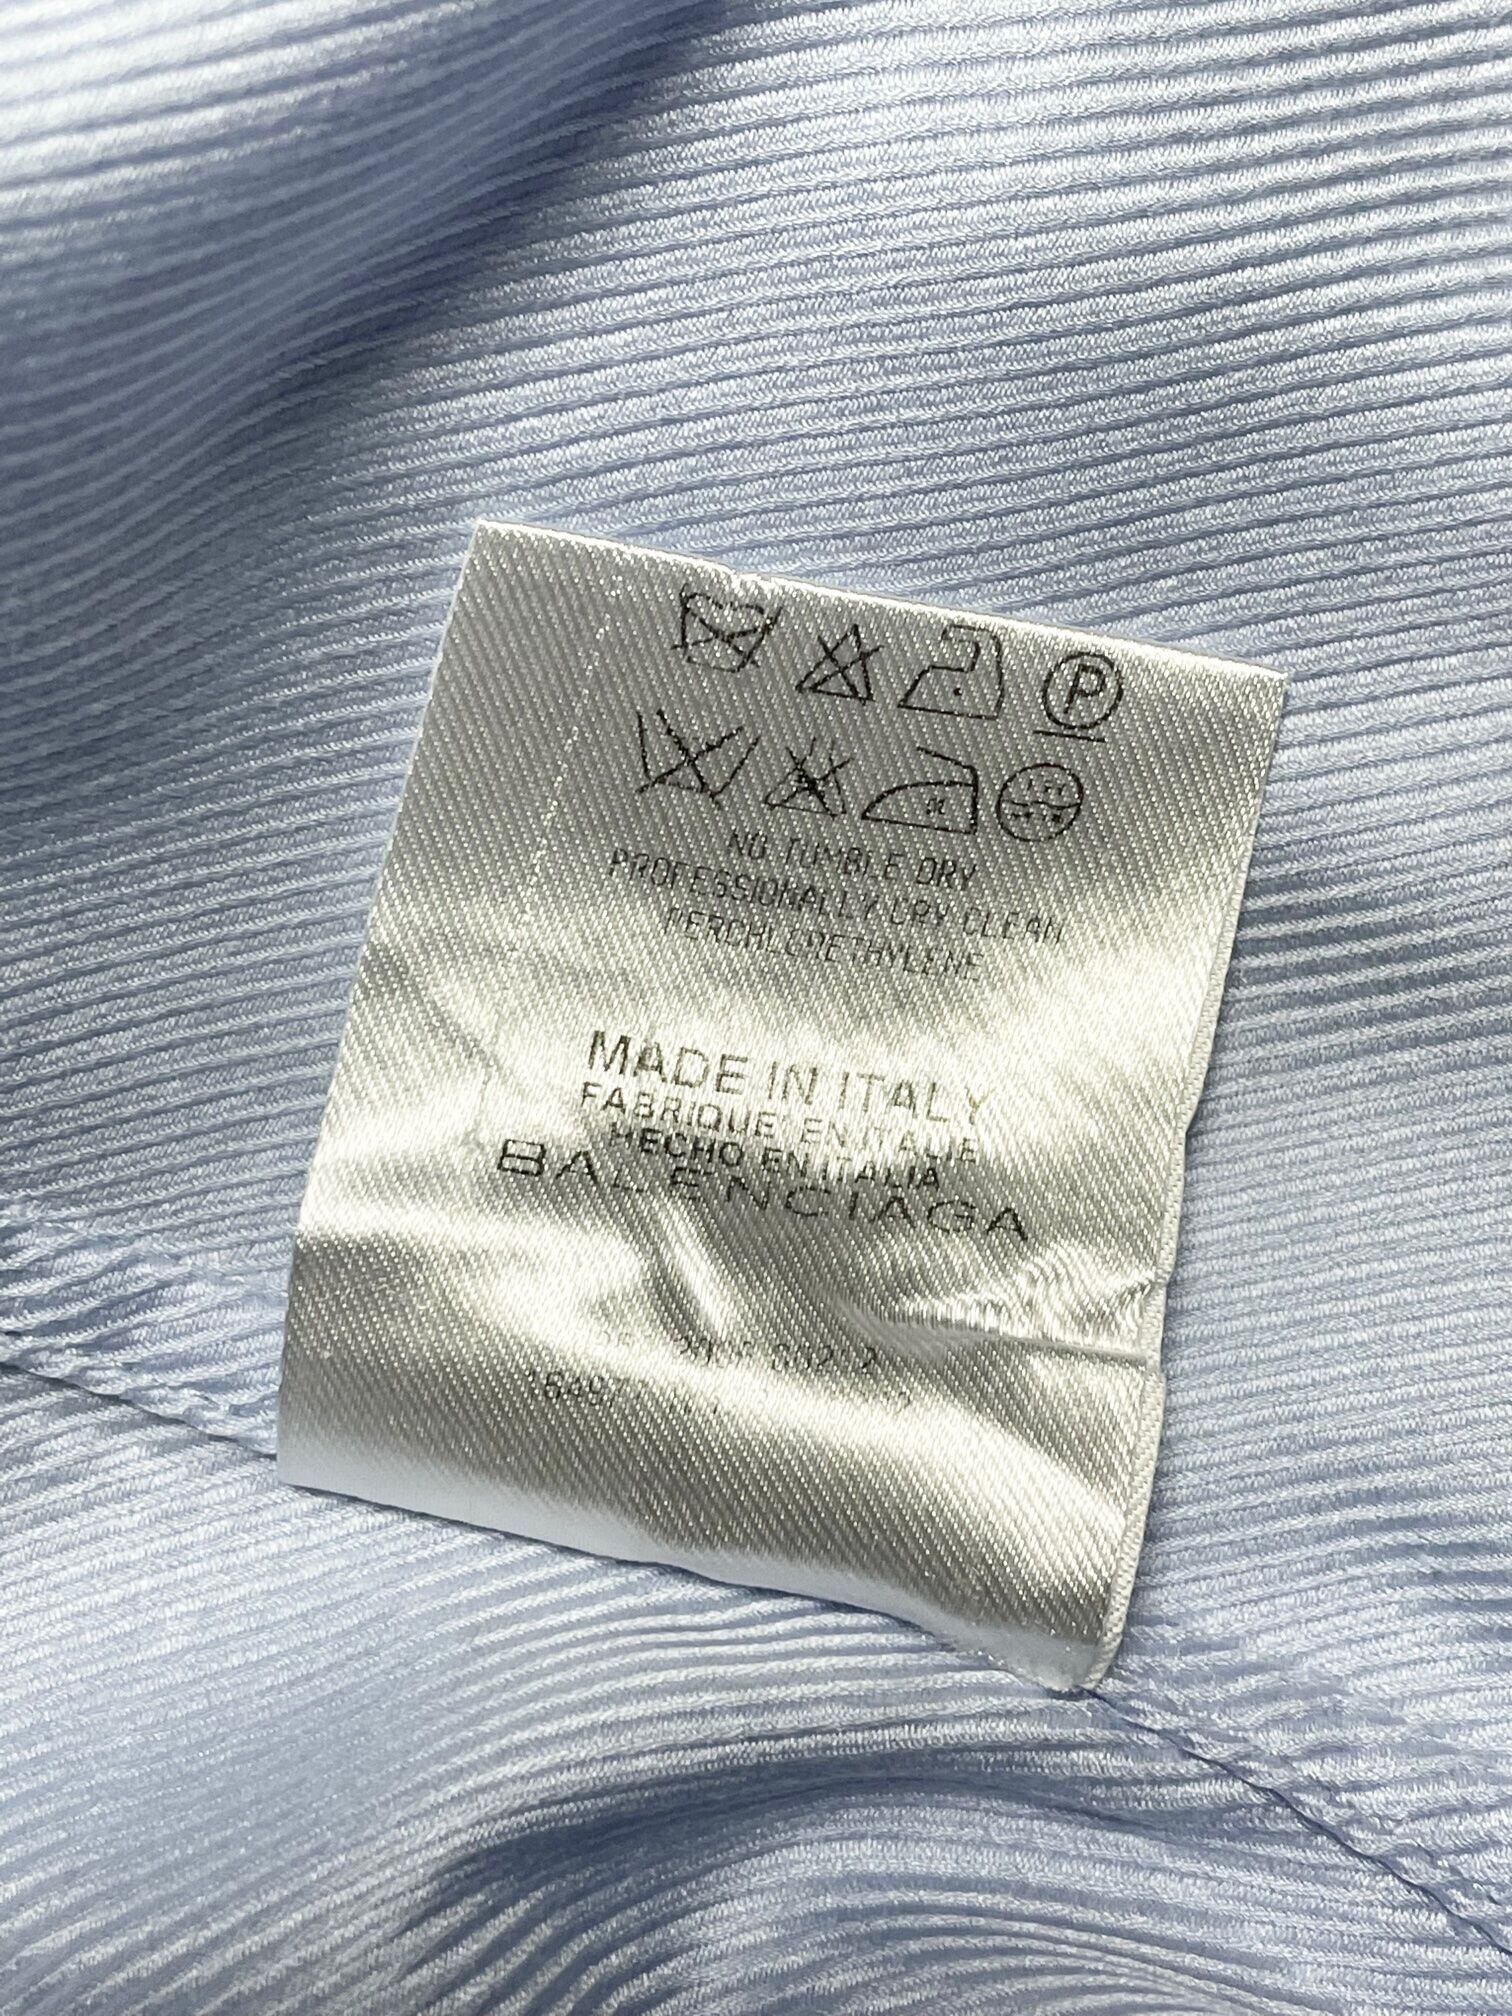 P
NO TUMBLE DRY
PROFESSIONALLY DRY CLEAN
PERCHLORETHYLENE
MADE IN ITALY
FABRIQUE EN ITALIE
HECHO EN ITALIA
BALENCIAGA